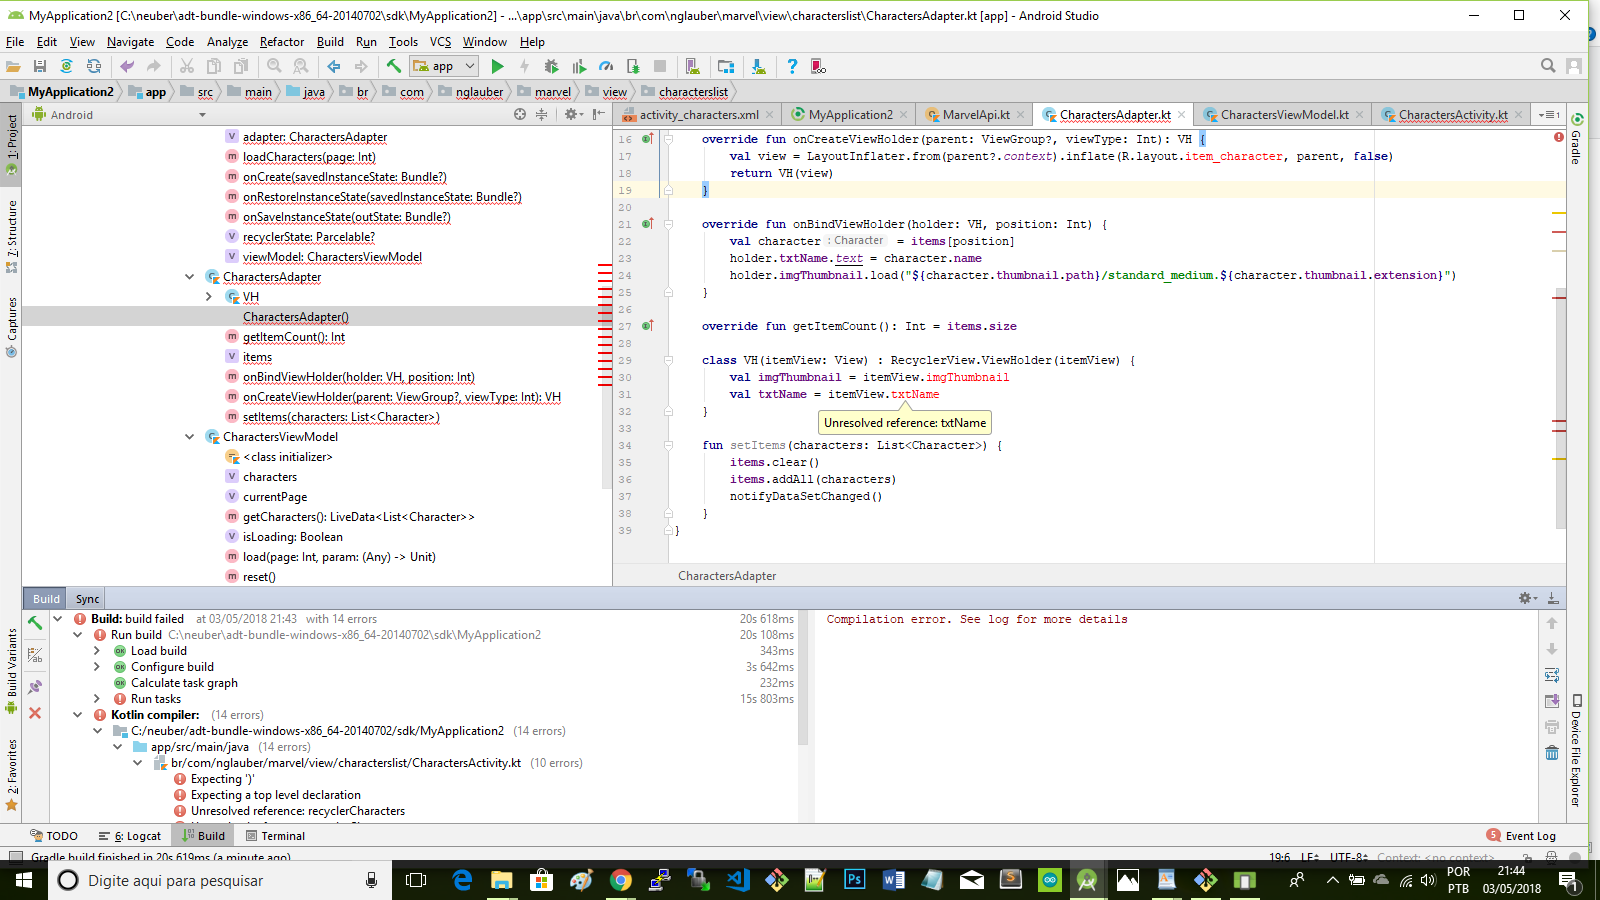 MyApplication2 [C:\neuber\adt-bundle-windows-x86_64-20140702\sdk\MyApplication2] - ...\app\src\main\java\br\com\nglauber\marvel\view\characterslist\CharactersAdapter.kt [app] - Android Studio
File Edit View Navigate Code Analyze Refactor Build Run Tools VCS Window Help
app
MyApplication2 app src main java br com nglauber marvel view characterslist
Android
activity_characters.xml MyApplication2 MarvelApi.kt CharactersAdapter.kt CharactersViewModel.kt CharactersActivity.kt
1: Project
7: Structure
Captures
Build Variants
2: Favorites
adapter: CharactersAdapter
loadCharacters(page: Int)
onCreate(savedInstanceState: Bundle?)
onRestoreInstanceState(savedInstanceState: Bundle?)
onSaveInstanceState(outState: Bundle?)
recyclerState: Parcelable?
viewModel: CharactersViewModel
CharactersAdapter
VH
CharactersAdapter()
getItemCount(): Int
items
onBindViewHolder(holder: VH, position: Int)
onCreateViewHolder(parent: ViewGroup?, viewType: Int): VH
setItems(characters: List<Character>)
CharactersViewModel
<class initializer>
characters
currentPage
getCharacters(): LiveData<List<Character>>
isLoading: Boolean
load(page: Int, param: (Any) -> Unit)
reset()
16 override fun onCreateViewHolder(parent: ViewGroup?, viewType: Int): VH {
17 val view = LayoutInflater.from(parent?.context).inflate(R.layout.item_character, parent, false)
18 return VH(view)
19 }
20
21 override fun onBindViewHolder(holder: VH, position: Int) {
22 val character : Character = items[position]
23 holder.txtName.text = character.name
24 holder.imgThumbnail.load("${character.thumbnail.path}/standard_medium.${character.thumbnail.extension}")
25 }
26
27 override fun getItemCount(): Int = items.size
28
29 class VH(itemView: View) : RecyclerView.ViewHolder(itemView) {
30 val imgThumbnail = itemView.imgThumbnail
31 val txtName = itemView.txtName
32 }
Unresolved reference: txtName
33
34 fun setItems(characters: List<Character>) {
35 items.clear()
36 items.addAll(characters)
37 notifyDataSetChanged()
38 }
39 }
CharactersAdapter
Gradle
Device File Explorer
Build Sync
Build: build failed at 03/05/2018 21:43 with 14 errors 20s 618ms
Run build C:\neuber\adt-bundle-windows-x86_64-20140702\sdk\MyApplication2 20s 108ms
Load build 343ms
Configure build 3s 642ms
Calculate task graph 232ms
Run tasks 15s 803ms
Kotlin compiler: (14 errors)
C:/neuber/adt-bundle-windows-x86_64-20140702/sdk/MyApplication2 (14 errors)
app/src/main/java (14 errors)
br/com/nglauber/marvel/view/characterslist/CharactersActivity.kt (10 errors)
Expecting ')'
Expecting a top level declaration
Unresolved reference: recyclerCharacters
Compilation error. See log for more details
TODO 6: Logcat Build Terminal 5 Event Log
Gradle build finished in 20s 619ms (a minute ago) 19:6 LF÷ UTF-8÷ Context: <no context>
Digite aqui para pesquisar
POR
PTB
21:44
03/05/2018
1